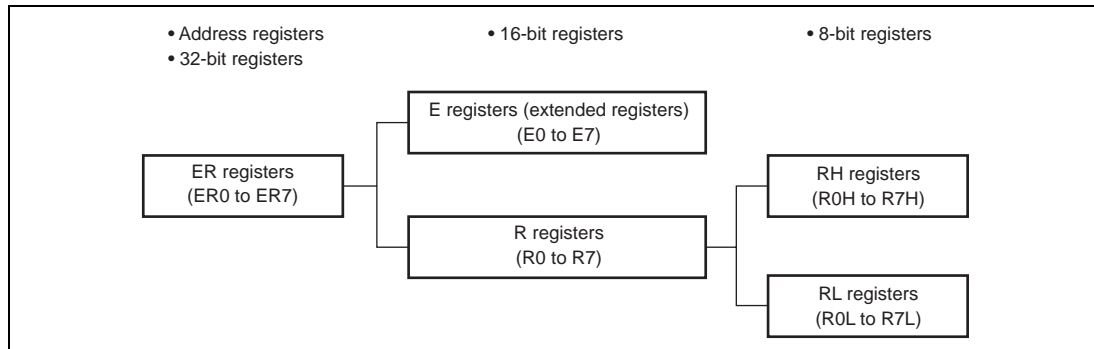 • Address registers
• 32-bit registers
• 16-bit registers
• 8-bit registers
E registers (extended registers)
(E0 to E7)
ER registers
(ER0 to ER7)
RH registers
(R0H to R7H)
R registers
(R0 to R7)
RL registers
(R0L to R7L)